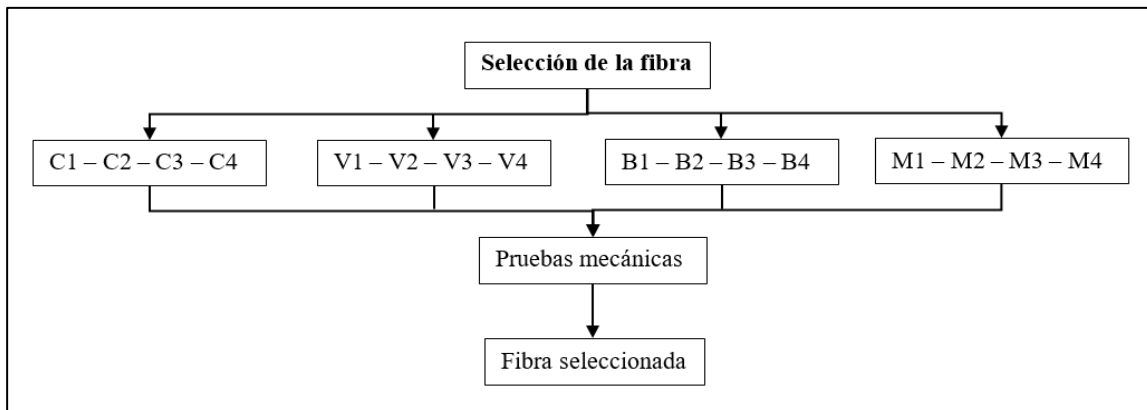 Selección de la fibra
C1 – C2 – C3 – C4
V1 – V2 – V3 – V4
B1 – B2 – B3 – B4
M1 – M2 – M3 – M4
Pruebas mecánicas
Fibra seleccionada